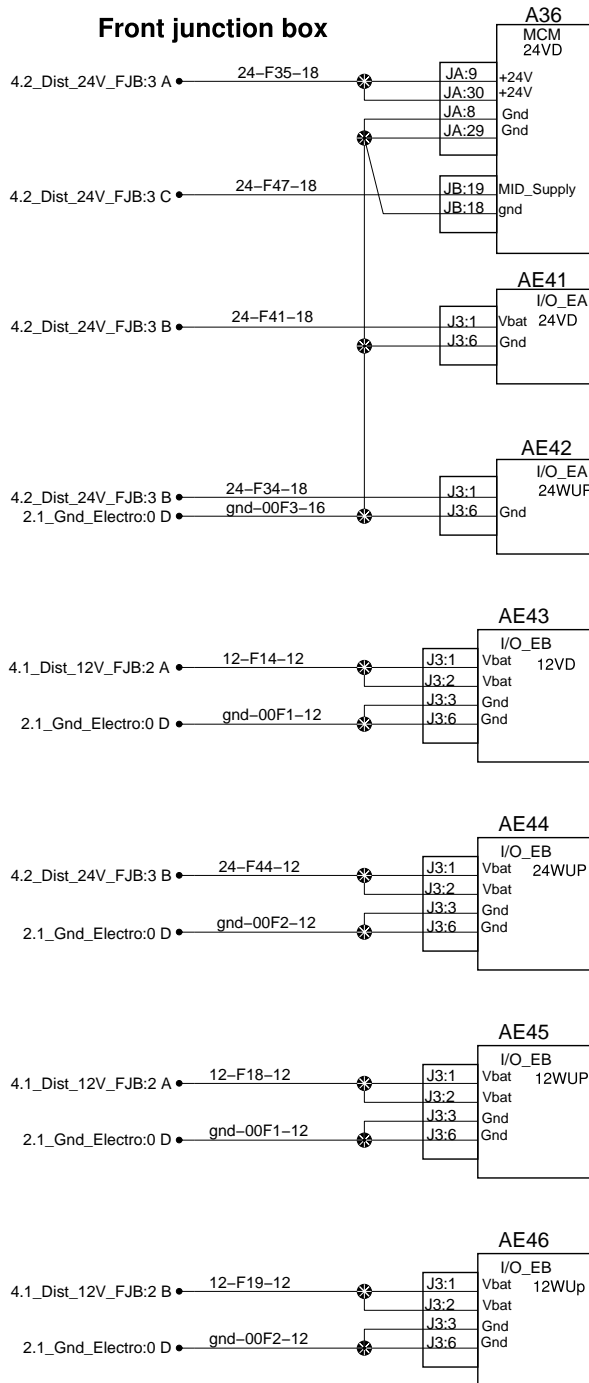 Front junction box
A36
MCM
24VD
4.2_Dist_24V_FJB:3 A 24–F35–18 JA:9 +24V
JA:30 +24V
JA:8 Gnd
JA:29 Gnd
4.2_Dist_24V_FJB:3 C 24–F47–18 JB:19 MID_Supply
JB:18 gnd
AE41
I/O_EA
4.2_Dist_24V_FJB:3 B 24–F41–18 J3:1 Vbat 24VD
J3:6 Gnd
AE42
I/O_EA
4.2_Dist_24V_FJB:3 B 24–F34–18 J3:1 24WUP
2.1_Gnd_Electro:0 D gnd–00F3–16 J3:6 Gnd
AE43
I/O_EB
4.1_Dist_12V_FJB:2 A 12–F14–12 J3:1 Vbat 12VD
J3:2 Vbat
J3:3 Gnd
2.1_Gnd_Electro:0 D gnd–00F1–12 J3:6 Gnd
AE44
I/O_EB
4.2_Dist_24V_FJB:3 B 24–F44–12 J3:1 Vbat 24WUP
J3:2 Vbat
J3:3 Gnd
2.1_Gnd_Electro:0 D gnd–00F2–12 J3:6 Gnd
AE45
I/O_EB
4.1_Dist_12V_FJB:2 A 12–F18–12 J3:1 Vbat 12WUP
J3:2 Vbat
J3:3 Gnd
2.1_Gnd_Electro:0 D gnd–00F1–12 J3:6 Gnd
AE46
I/O_EB
4.1_Dist_12V_FJB:2 B 12–F19–12 J3:1 Vbat 12WUp
J3:2 Vbat
J3:3 Gnd
2.1_Gnd_Electro:0 D gnd–00F2–12 J3:6 Gnd